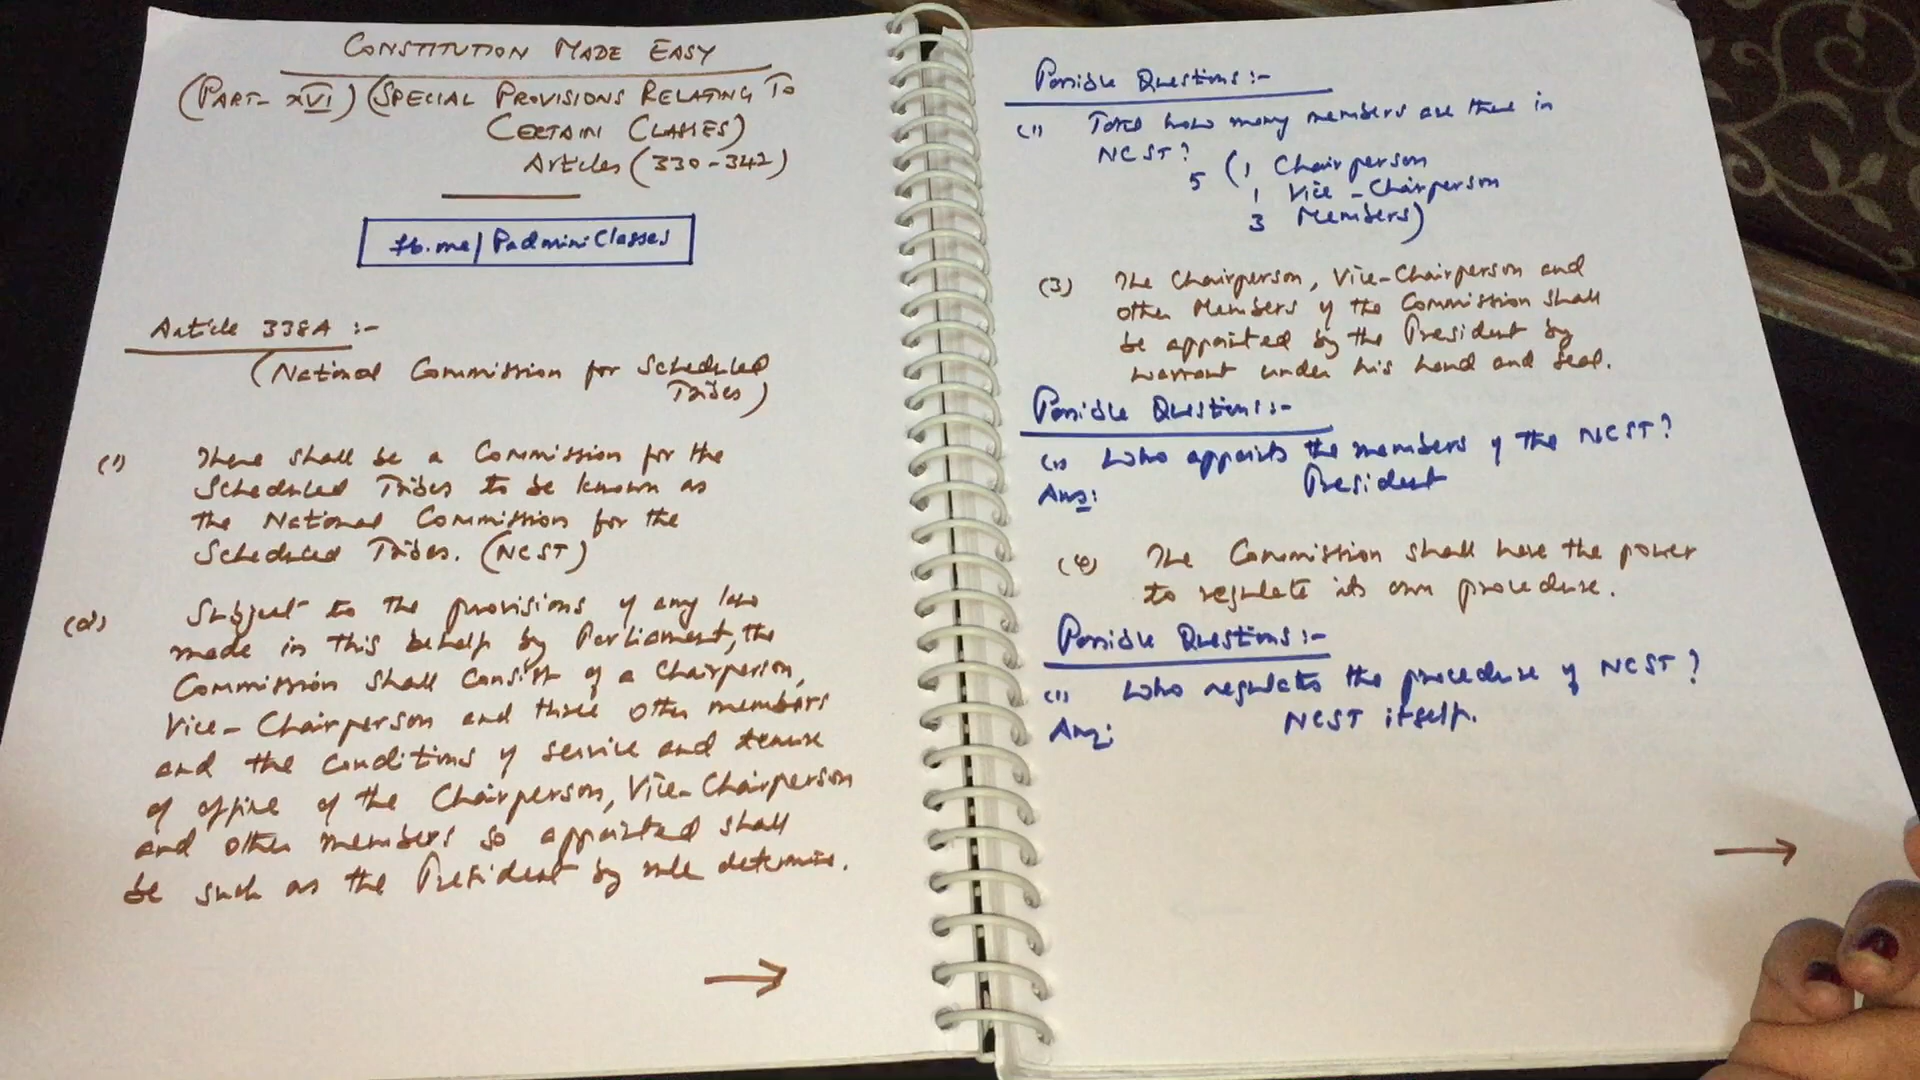 CONSTITUTION MADE EASY
(PART-XVI) (SPECIAL PROVISIONS RELATING TO
CERTAIN CLASSES)
Articles (330-342)
fb.me/PadminiClasses
Article 338A :-
(National Commission for Scheduled
Tribes)
(1) There shall be a Commission for the
Scheduled Tribes to be known as
the National Commission for the
Scheduled Tribes. (NCST)
(2) Subject to the provisions of any law
made in this behalf by Parliament, the
Commission shall consist of a Chairperson,
Vice-Chairperson and three other members
and the conditions of service and tenure
of office of the Chairperson, Vice-Chairperson
and other members so appointed shall
be such as the President by rule determine.
Possible Questions :-
(1) Total how many members are there in
NCST?
5 (1 Chairperson
1 Vice-Chairperson
3 Members)
(3) The Chairperson, Vice-Chairperson and
other Members of the Commission shall
be appointed by the President by
warrant under his hand and seal.
Possible Questions :-
(1) Who appoints the members of the NCST?
Ans: President
(4) The Commission shall have the power
to regulate its own procedure.
Possible Questions :-
(1) Who regulates the procedure of NCST?
Ans: NCST itself.